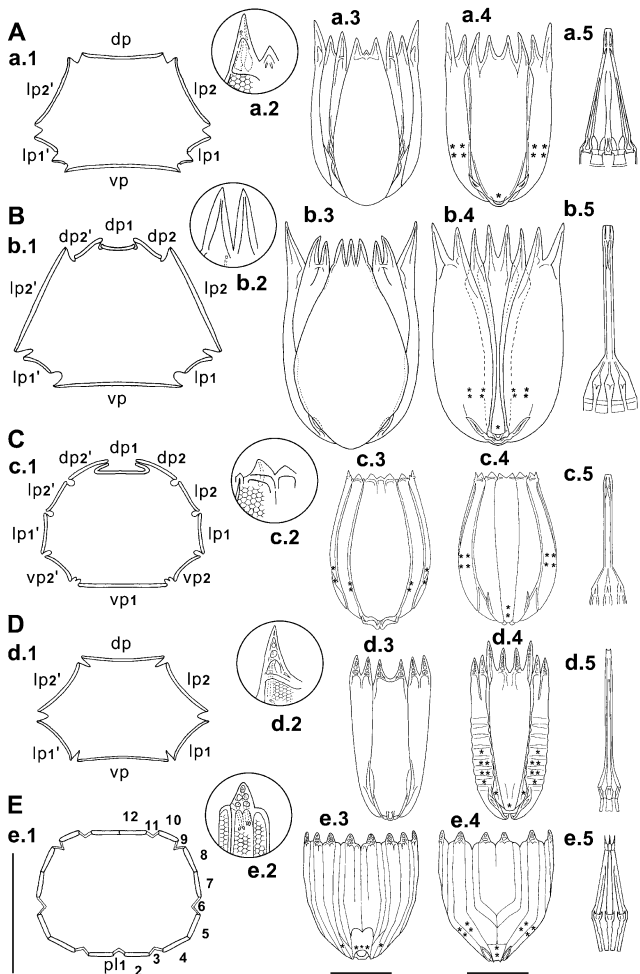 A
a.1
dp
lp2'
lp2
lp1'
lp1
vp
a.2
a.3
a.4
a.5
B
b.1
dp2'
dp1
dp2
lp2'
lp2
lp1'
lp1
vp
b.2
b.3
b.4
b.5
C
c.1
dp2'
dp1
dp2
lp2'
lp2
lp1'
lp1
vp2'
vp2
vp1
c.2
c.3
c.4
c.5
D
d.1
dp
lp2'
lp2
lp1'
lp1
vp
d.2
d.3
d.4
d.5
E
e.1
12
11
10
9
8
7
6
5
4
3
2
pl1
e.2
e.3
e.4
e.5